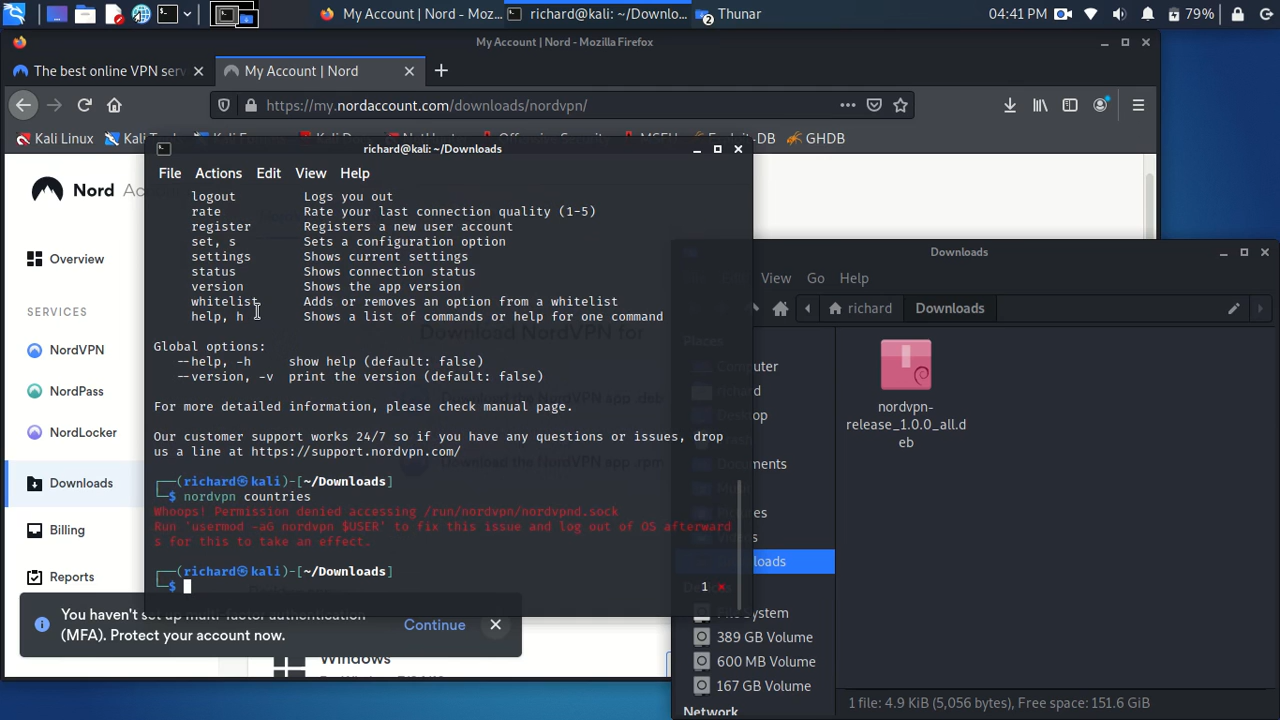 My Account | Nord - Moz...
richard@kali: ~/Downlo...
2
Thunar
04:41 PM
79%
My Account | Nord - Mozilla Firefox
The best online VPN serv
My Account | Nord
https://my.nordaccount.com/downloads/nordvpn/
Kali Linux
GHDB
richard@kali: ~/Downloads
File Actions Edit View Help
Nord
Overview
SERVICES
NordVPN
NordPass
NordLocker
Downloads
Billing
Reports
logout Logs you out
rate Rate your last connection quality (1-5)
register Registers a new user account
set, s Sets a configuration option
settings Shows current settings
status Shows connection status
version Shows the app version
whitelist Adds or removes an option from a whitelist
help, h Shows a list of commands or help for one command
Global options:
--help, -h show help (default: false)
--version, -v print the version (default: false)
For more detailed information, please check manual page.
Our customer support works 24/7 so if you have any questions or issues, drop
us a line at https://support.nordvpn.com/
┌──(richard㉿kali)-[~/Downloads]
└─$ nordvpn countries
Whoops! Permission denied accessing /run/nordvpn/nordvpnd.sock
Run 'usermod -aG nordvpn $USER' to fix this issue and log out of OS afterward
s for this to take an effect.
┌──(richard㉿kali)-[~/Downloads]
└─$
1
Download NordVPN for
You haven't set up multi-factor authentication
(MFA). Protect your account now.
Continue
Windows
Downloads
View Go Help
richard
Downloads
Places
Computer
richard
Desktop
Documents
File System
389 GB Volume
600 MB Volume
167 GB Volume
Network
nordvpn-
release_1.0.0_all.d
eb
1 file: 4.9 KiB (5,056 bytes), Free space: 151.6 GiB